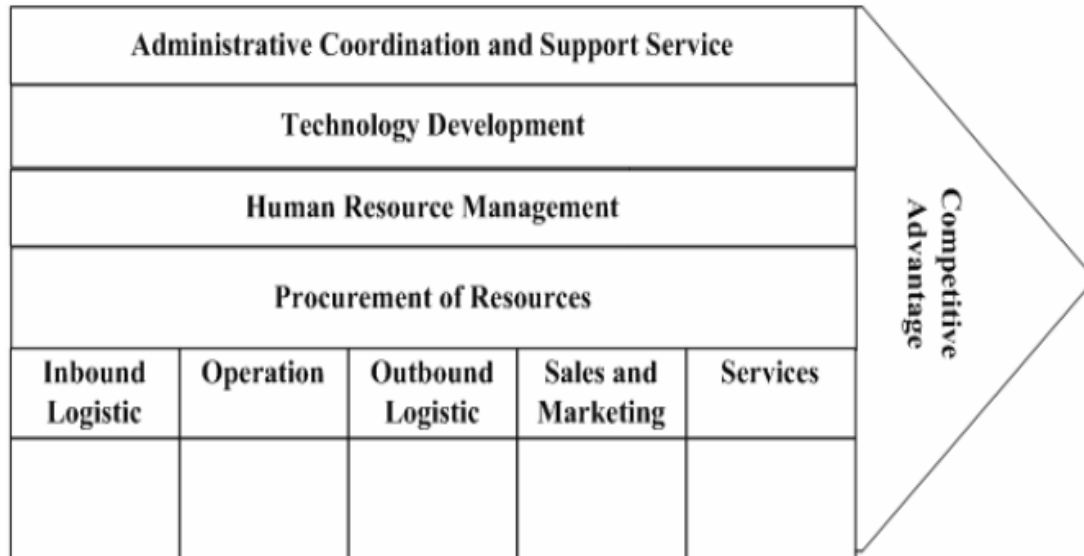 Administrative Coordination and Support Service
Technology Development
Human Resource Management
Procurement of Resources
Inbound
Logistic
Operation
Outbound
Logistic
Sales and
Marketing
Services
Competitive
Advantage